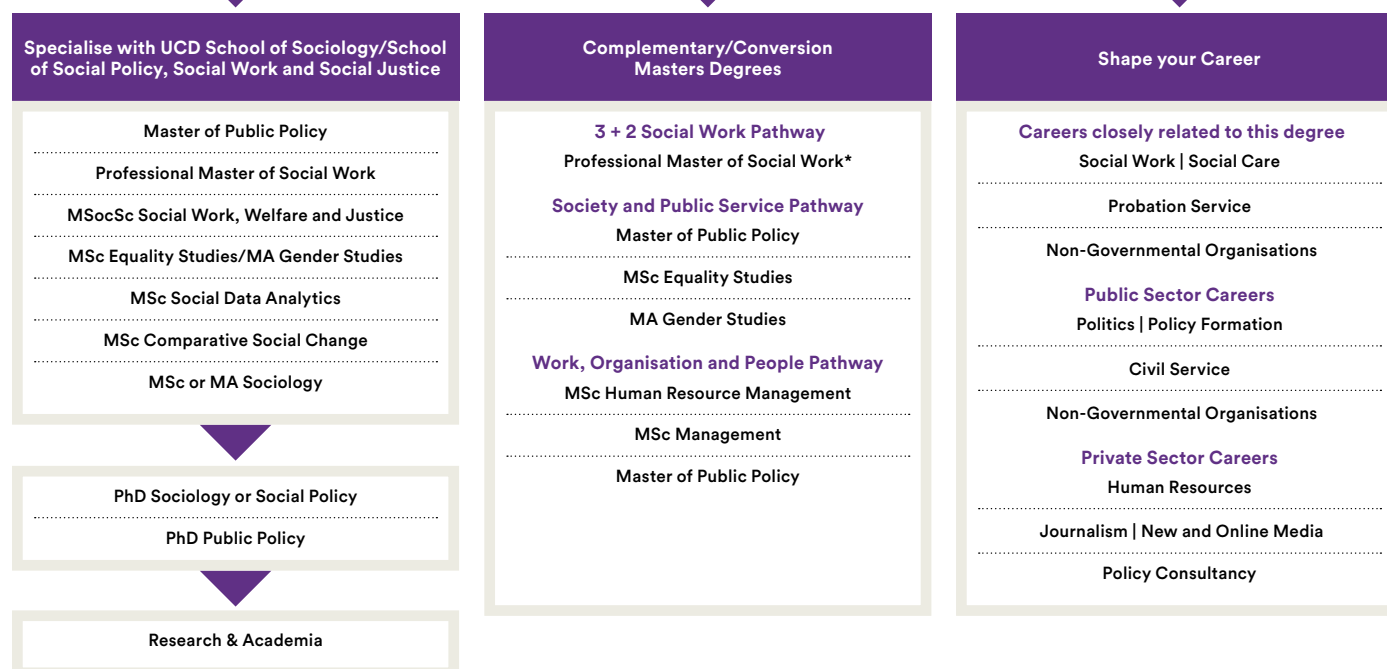 Specialise with UCD School of Sociology/School
of Social Policy, Social Work and Social Justice
Master of Public Policy
Professional Master of Social Work
MSocSc Social Work, Welfare and Justice
MSc Equality Studies/MA Gender Studies
MSc Social Data Analytics
MSc Comparative Social Change
MSc or MA Sociology
PhD Sociology or Social Policy
PhD Public Policy
Research & Academia
Complementary/Conversion
Masters Degrees
3 + 2 Social Work Pathway
Professional Master of Social Work*
Society and Public Service Pathway
Master of Public Policy
MSc Equality Studies
MA Gender Studies
Work, Organisation and People Pathway
MSc Human Resource Management
MSc Management
Master of Public Policy
Shape your Career
Careers closely related to this degree
Social Work | Social Care
Probation Service
Non-Governmental Organisations
Public Sector Careers
Politics | Policy Formation
Civil Service
Non-Governmental Organisations
Private Sector Careers
Human Resources
Journalism | New and Online Media
Policy Consultancy